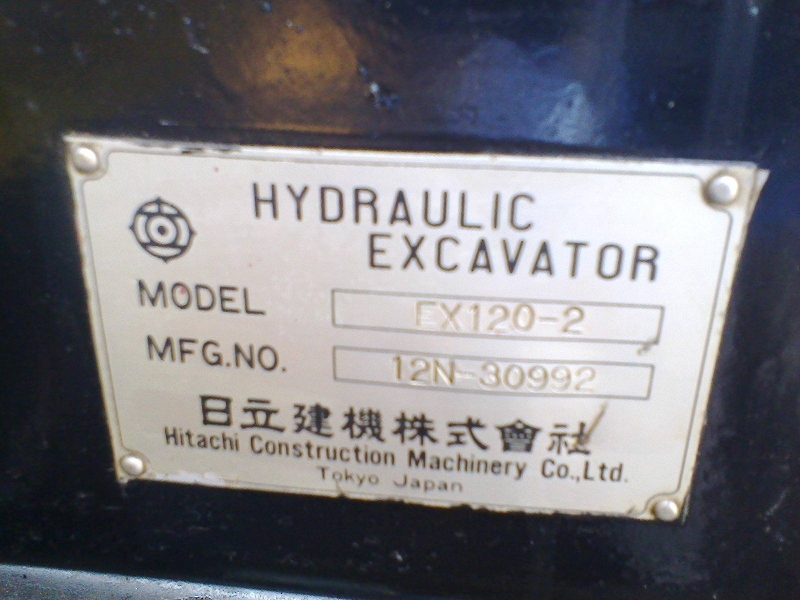 HYDRAULIC
EXCAVATOR
MODEL EX120-2
MFG.NO. 12N-30992
日立建機株式會社
Hitachi Construction Machinery Co.,Ltd.
Tokyo Japan